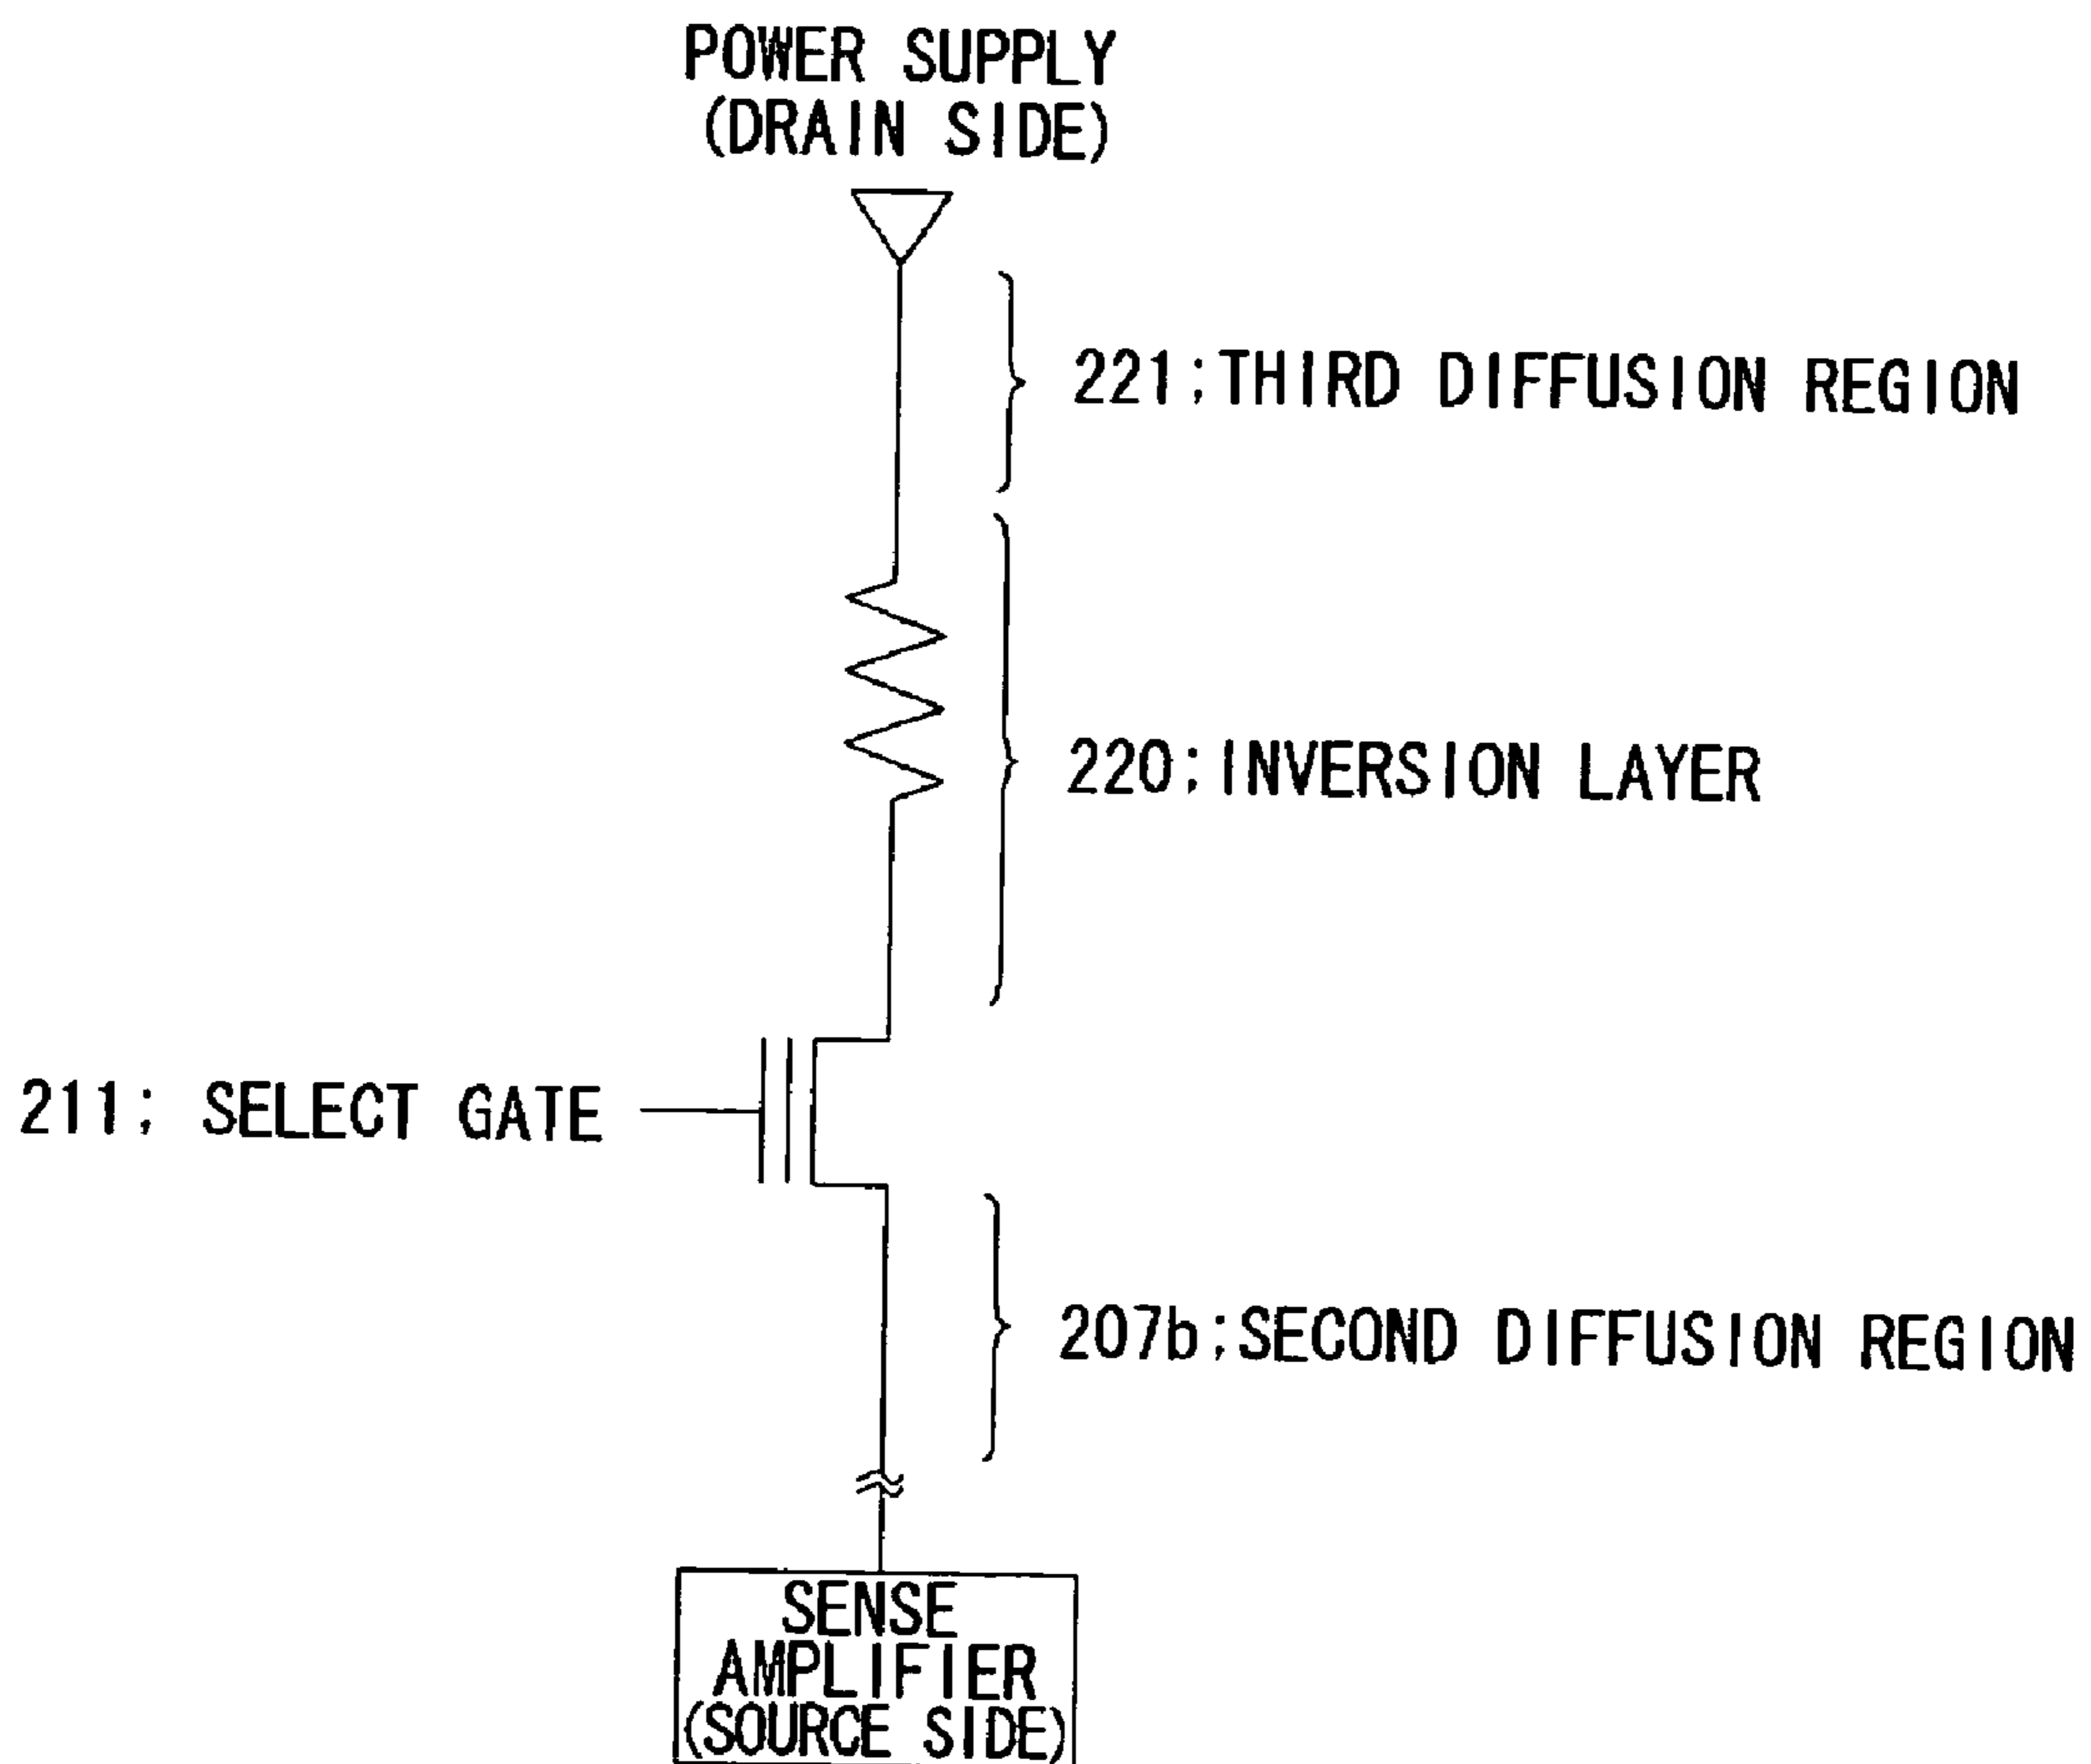 POWER SUPPLY
(DRAIN SIDE)
221;THIRD DIFFUSION REGION
220;INVERSION LAYER
211; SELECT GATE
207b;SECOND DIFFUSION REGION
SENSE
AMPLIFIER
(SOURCE SIDE)